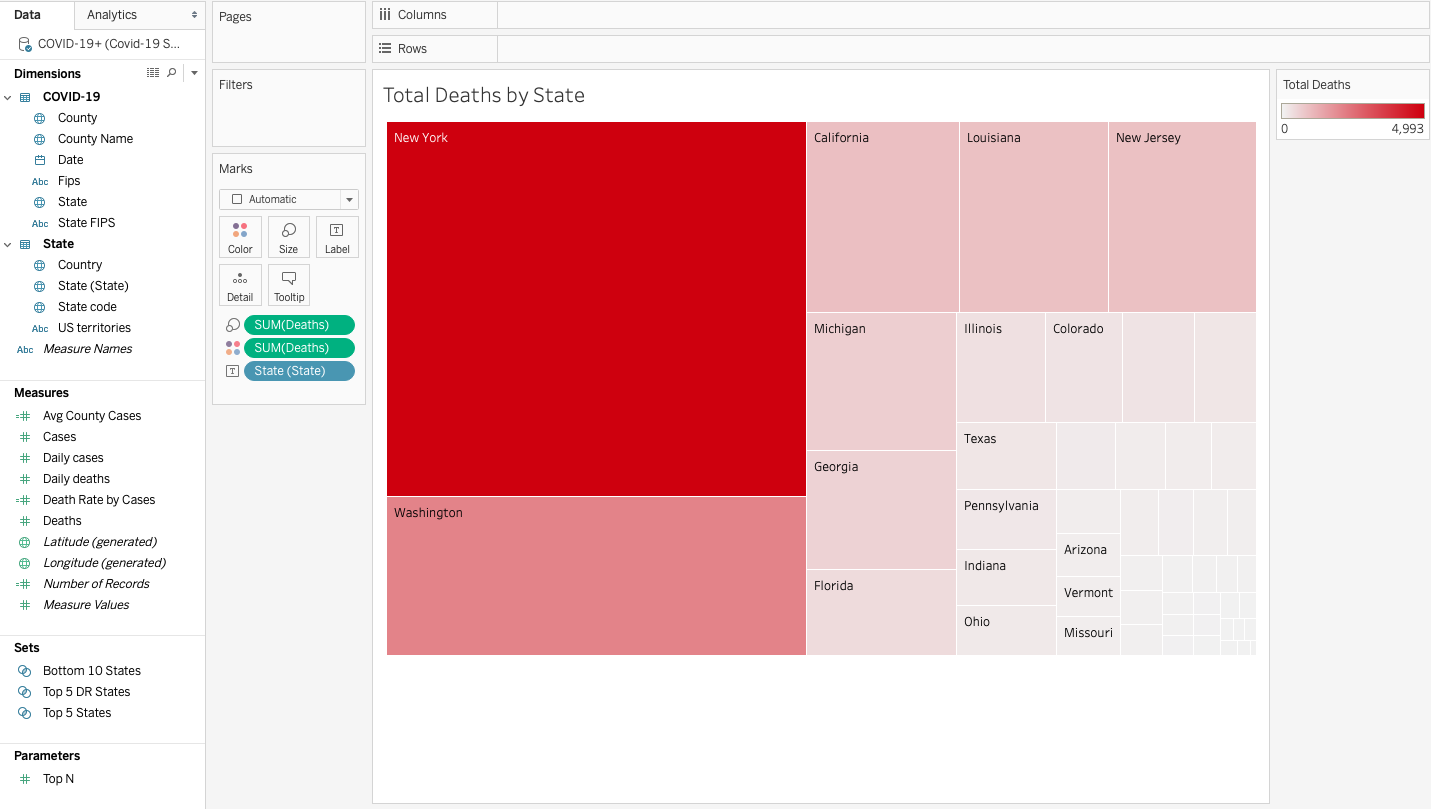 Data
Analytics
COVID-19+ (Covid-19 S...
Dimensions
COVID-19
County
County Name
Date
Abc Fips
State
Abc State FIPS
State
Country
State (State)
State code
Abc US territories
Abc Measure Names
Measures
=# Avg County Cases
# Cases
# Daily cases
# Daily deaths
=# Death Rate by Cases
# Deaths
Latitude (generated)
Longitude (generated)
=# Number of Records
# Measure Values
Sets
Bottom 10 States
Top 5 DR States
Top 5 States
Parameters
# Top N
Pages
Filters
Marks
Automatic
Color
Size
T Label
Detail
Tooltip
SUM(Deaths)
SUM(Deaths)
T State (State)
Columns
Rows
Total Deaths by State
New York
California
Louisiana
New Jersey
Michigan
Illinois
Colorado
Texas
Georgia
Washington
Pennsylvania
Arizona
Indiana
Florida
Vermont
Ohio
Missouri
Total Deaths
0
4,993